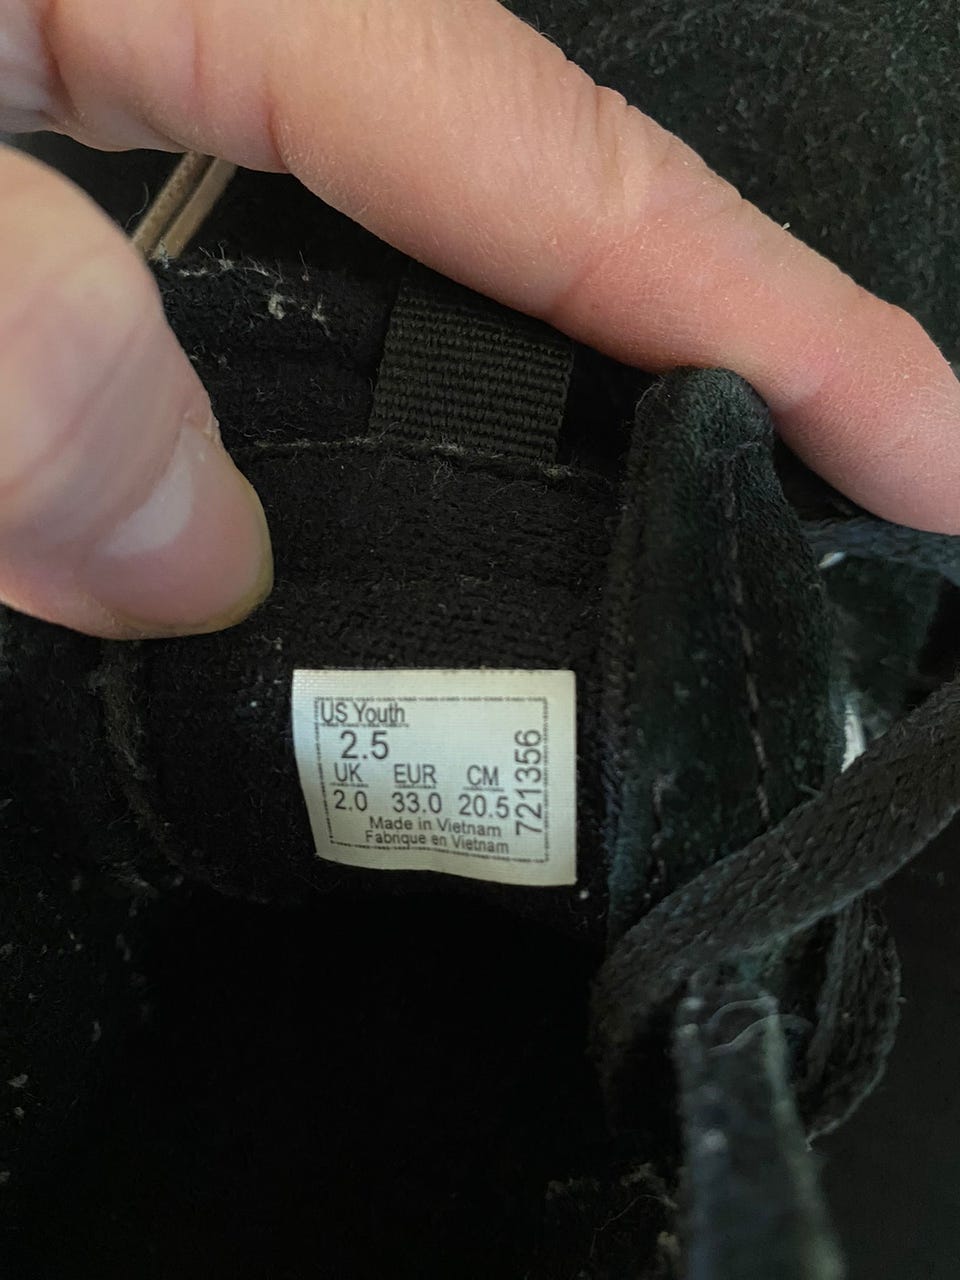 US Youth
2.5
UK EUR CM
2.0 33.0 20.5
Made in Vietnam
Fabrique en Vietnam
721356